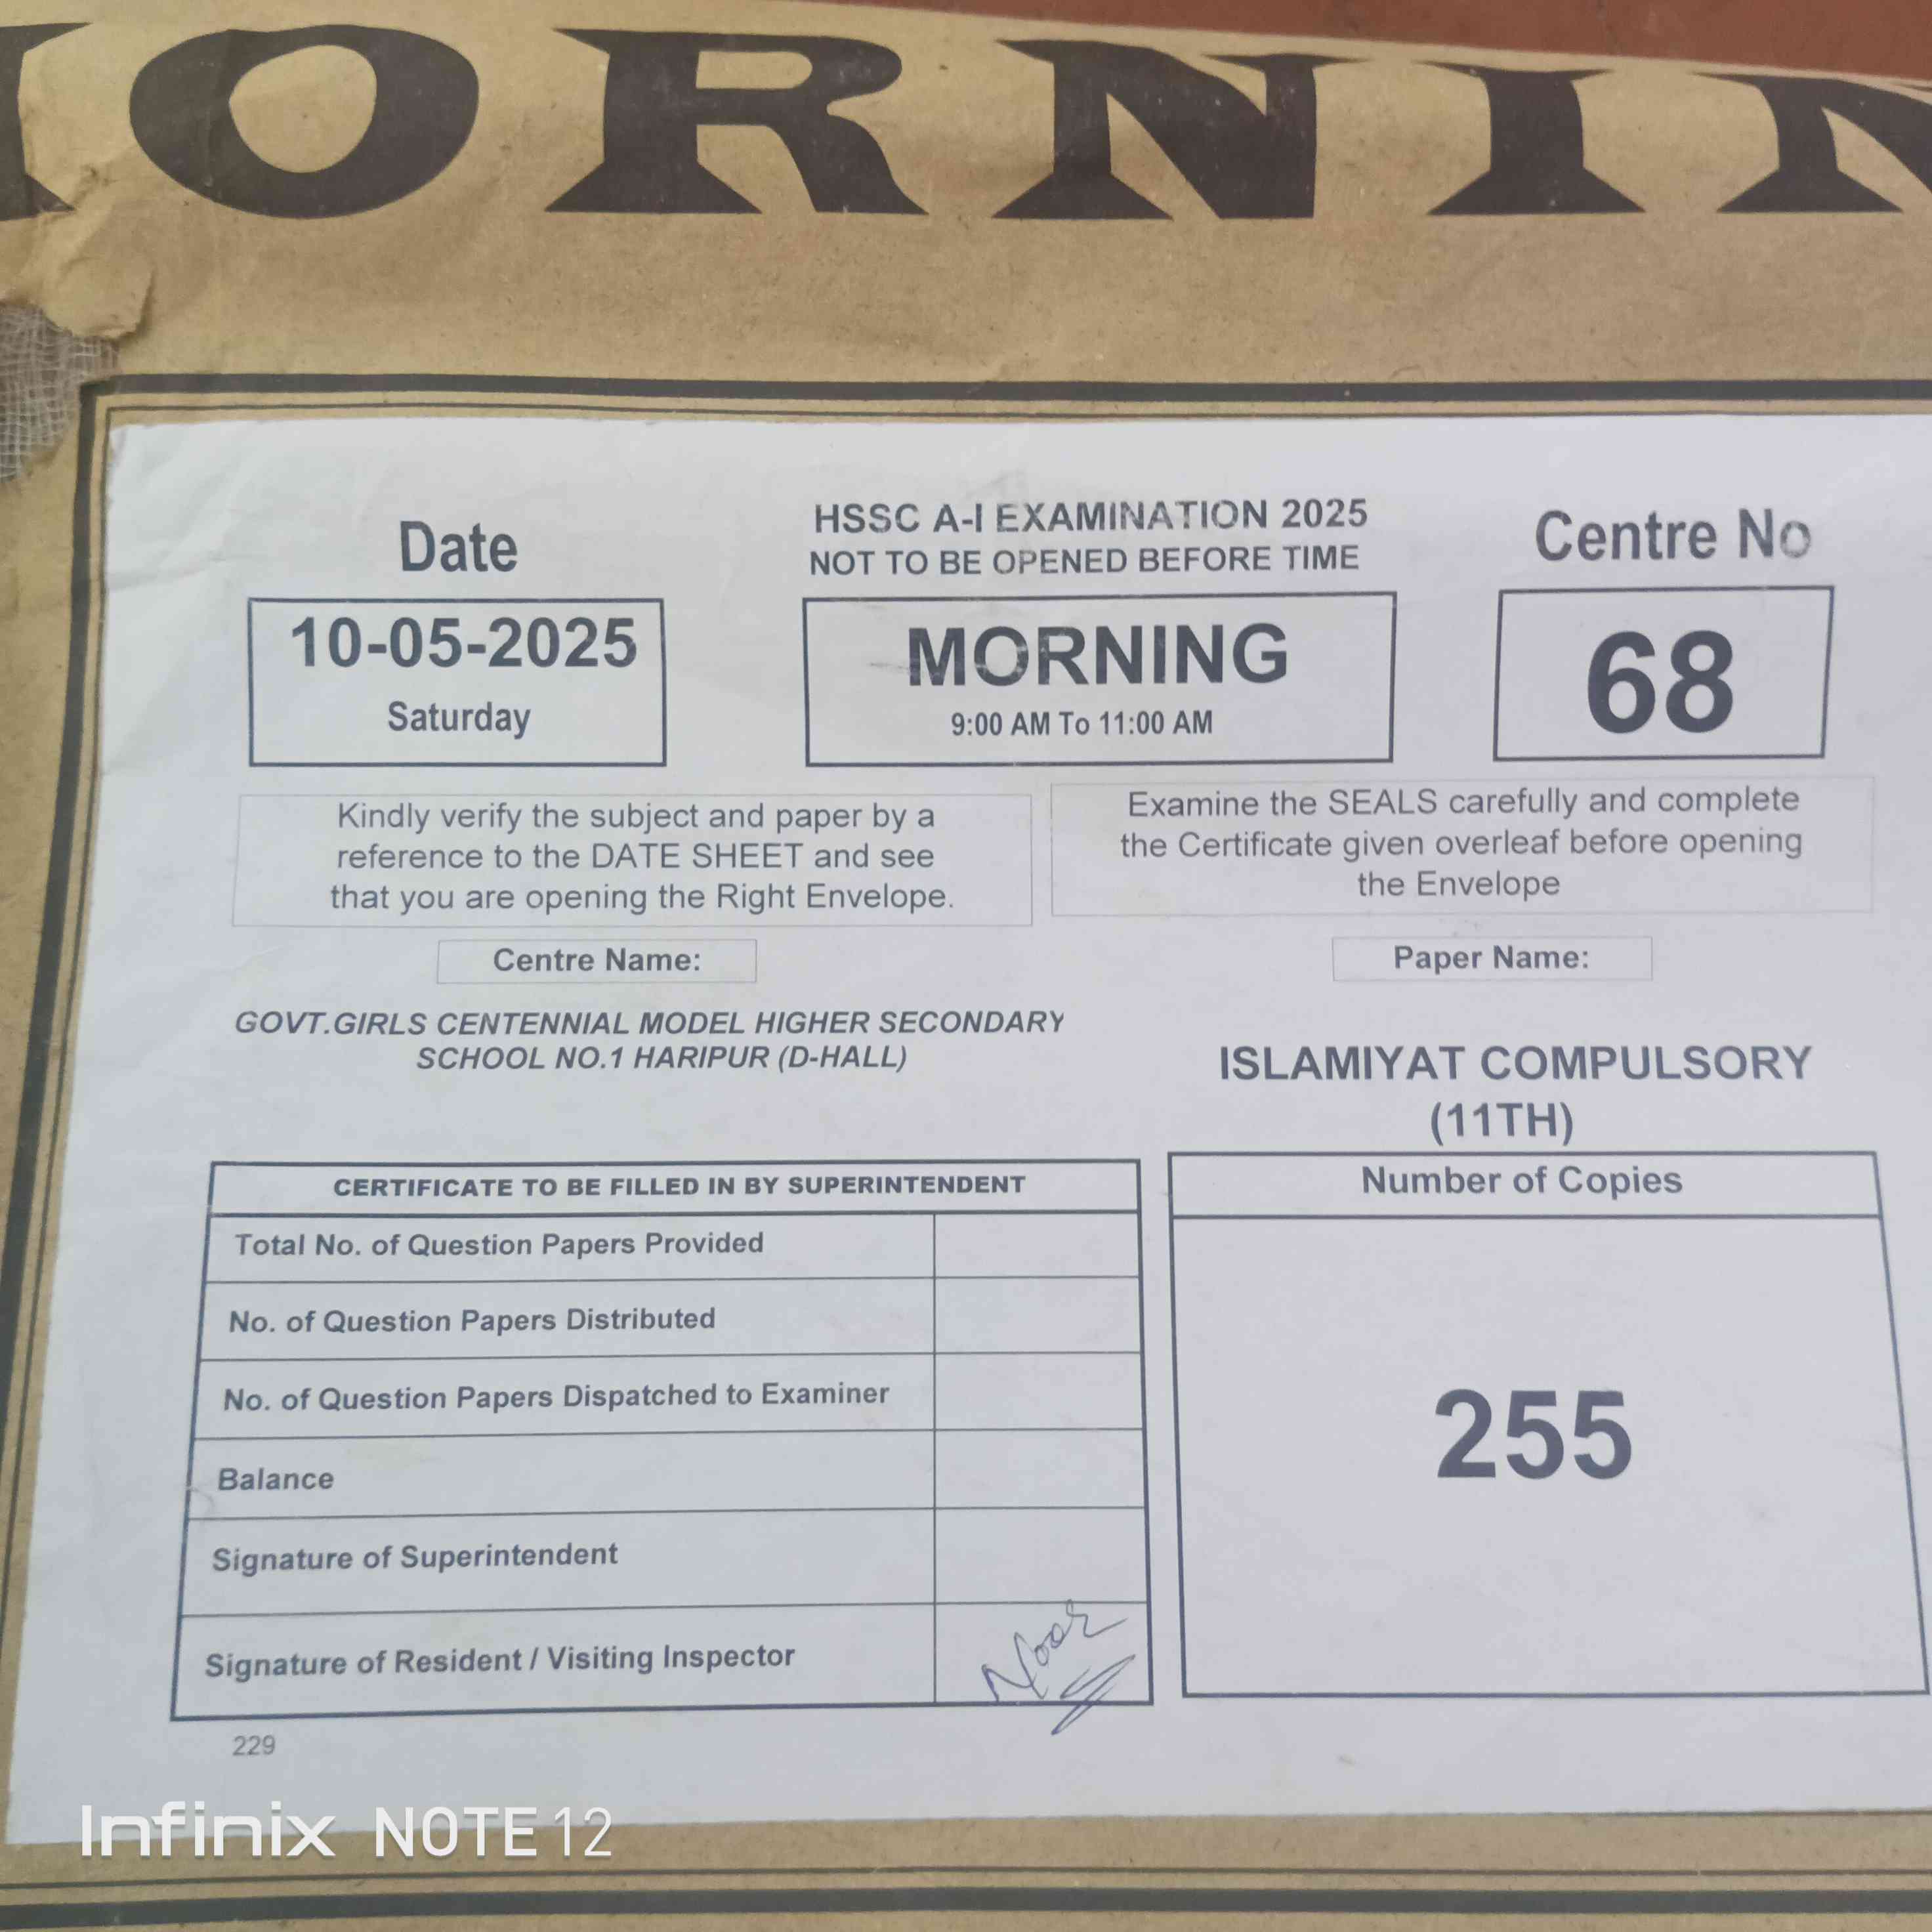 MORNIN
Date
10-05-2025
Saturday
HSSC A-I EXAMINATION 2025
NOT TO BE OPENED BEFORE TIME
MORNING
9:00 AM To 11:00 AM
Centre No
68
Kindly verify the subject and paper by a
reference to the DATE SHEET and see
that you are opening the Right Envelope.
Examine the SEALS carefully and complete
the Certificate given overleaf before opening
the Envelope
Centre Name:
GOVT.GIRLS CENTENNIAL MODEL HIGHER SECONDARY
SCHOOL NO.1 HARIPUR (D-HALL)
Paper Name:
ISLAMIYAT COMPULSORY
(11TH)
CERTIFICATE TO BE FILLED IN BY SUPERINTENDENT
Total No. of Question Papers Provided
No. of Question Papers Distributed
No. of Question Papers Dispatched to Examiner
Balance
Signature of Superintendent
Signature of Resident / Visiting Inspector
Number of Copies
255
229
Infinix NOTE 12